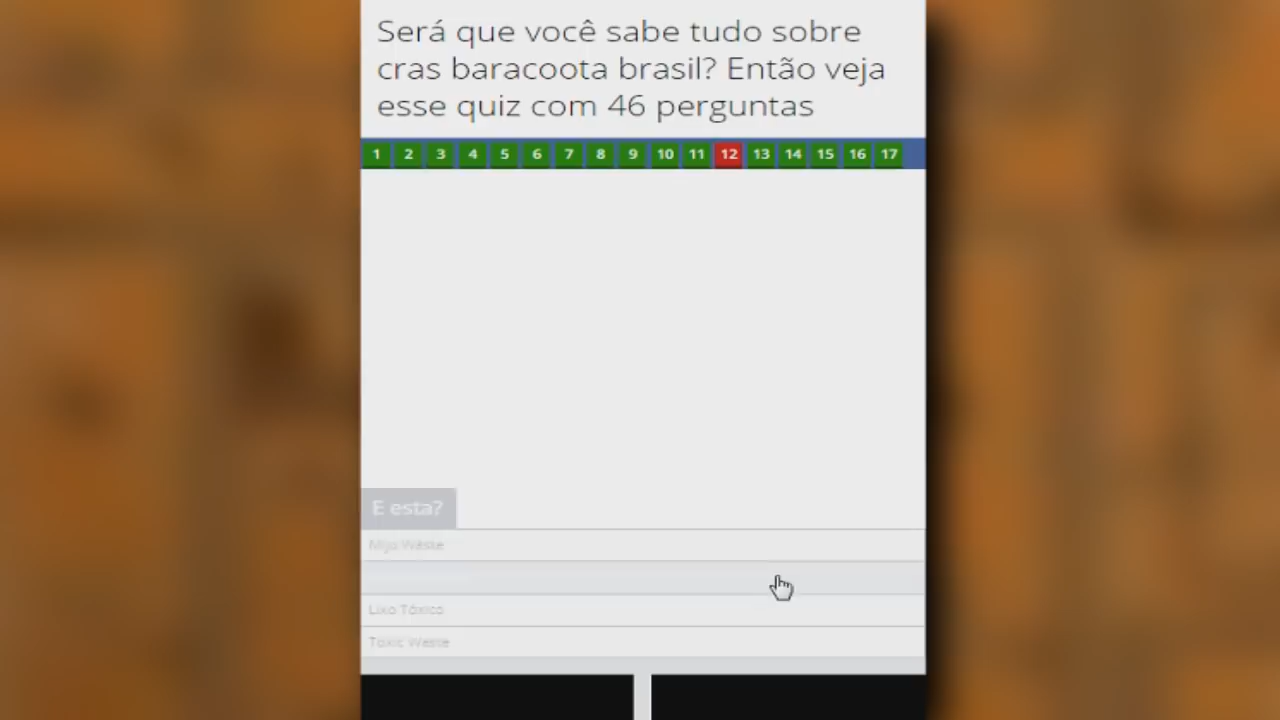 Será que você sabe tudo sobre
cras baracoota brasil? Então veja
esse quiz com 46 perguntas
1 2 3 4 5 6 7 8 9 10 11 12 13 14 15 16 17
E esta?
Mijo Waste
Lixo Tóxico
Toxic Waste